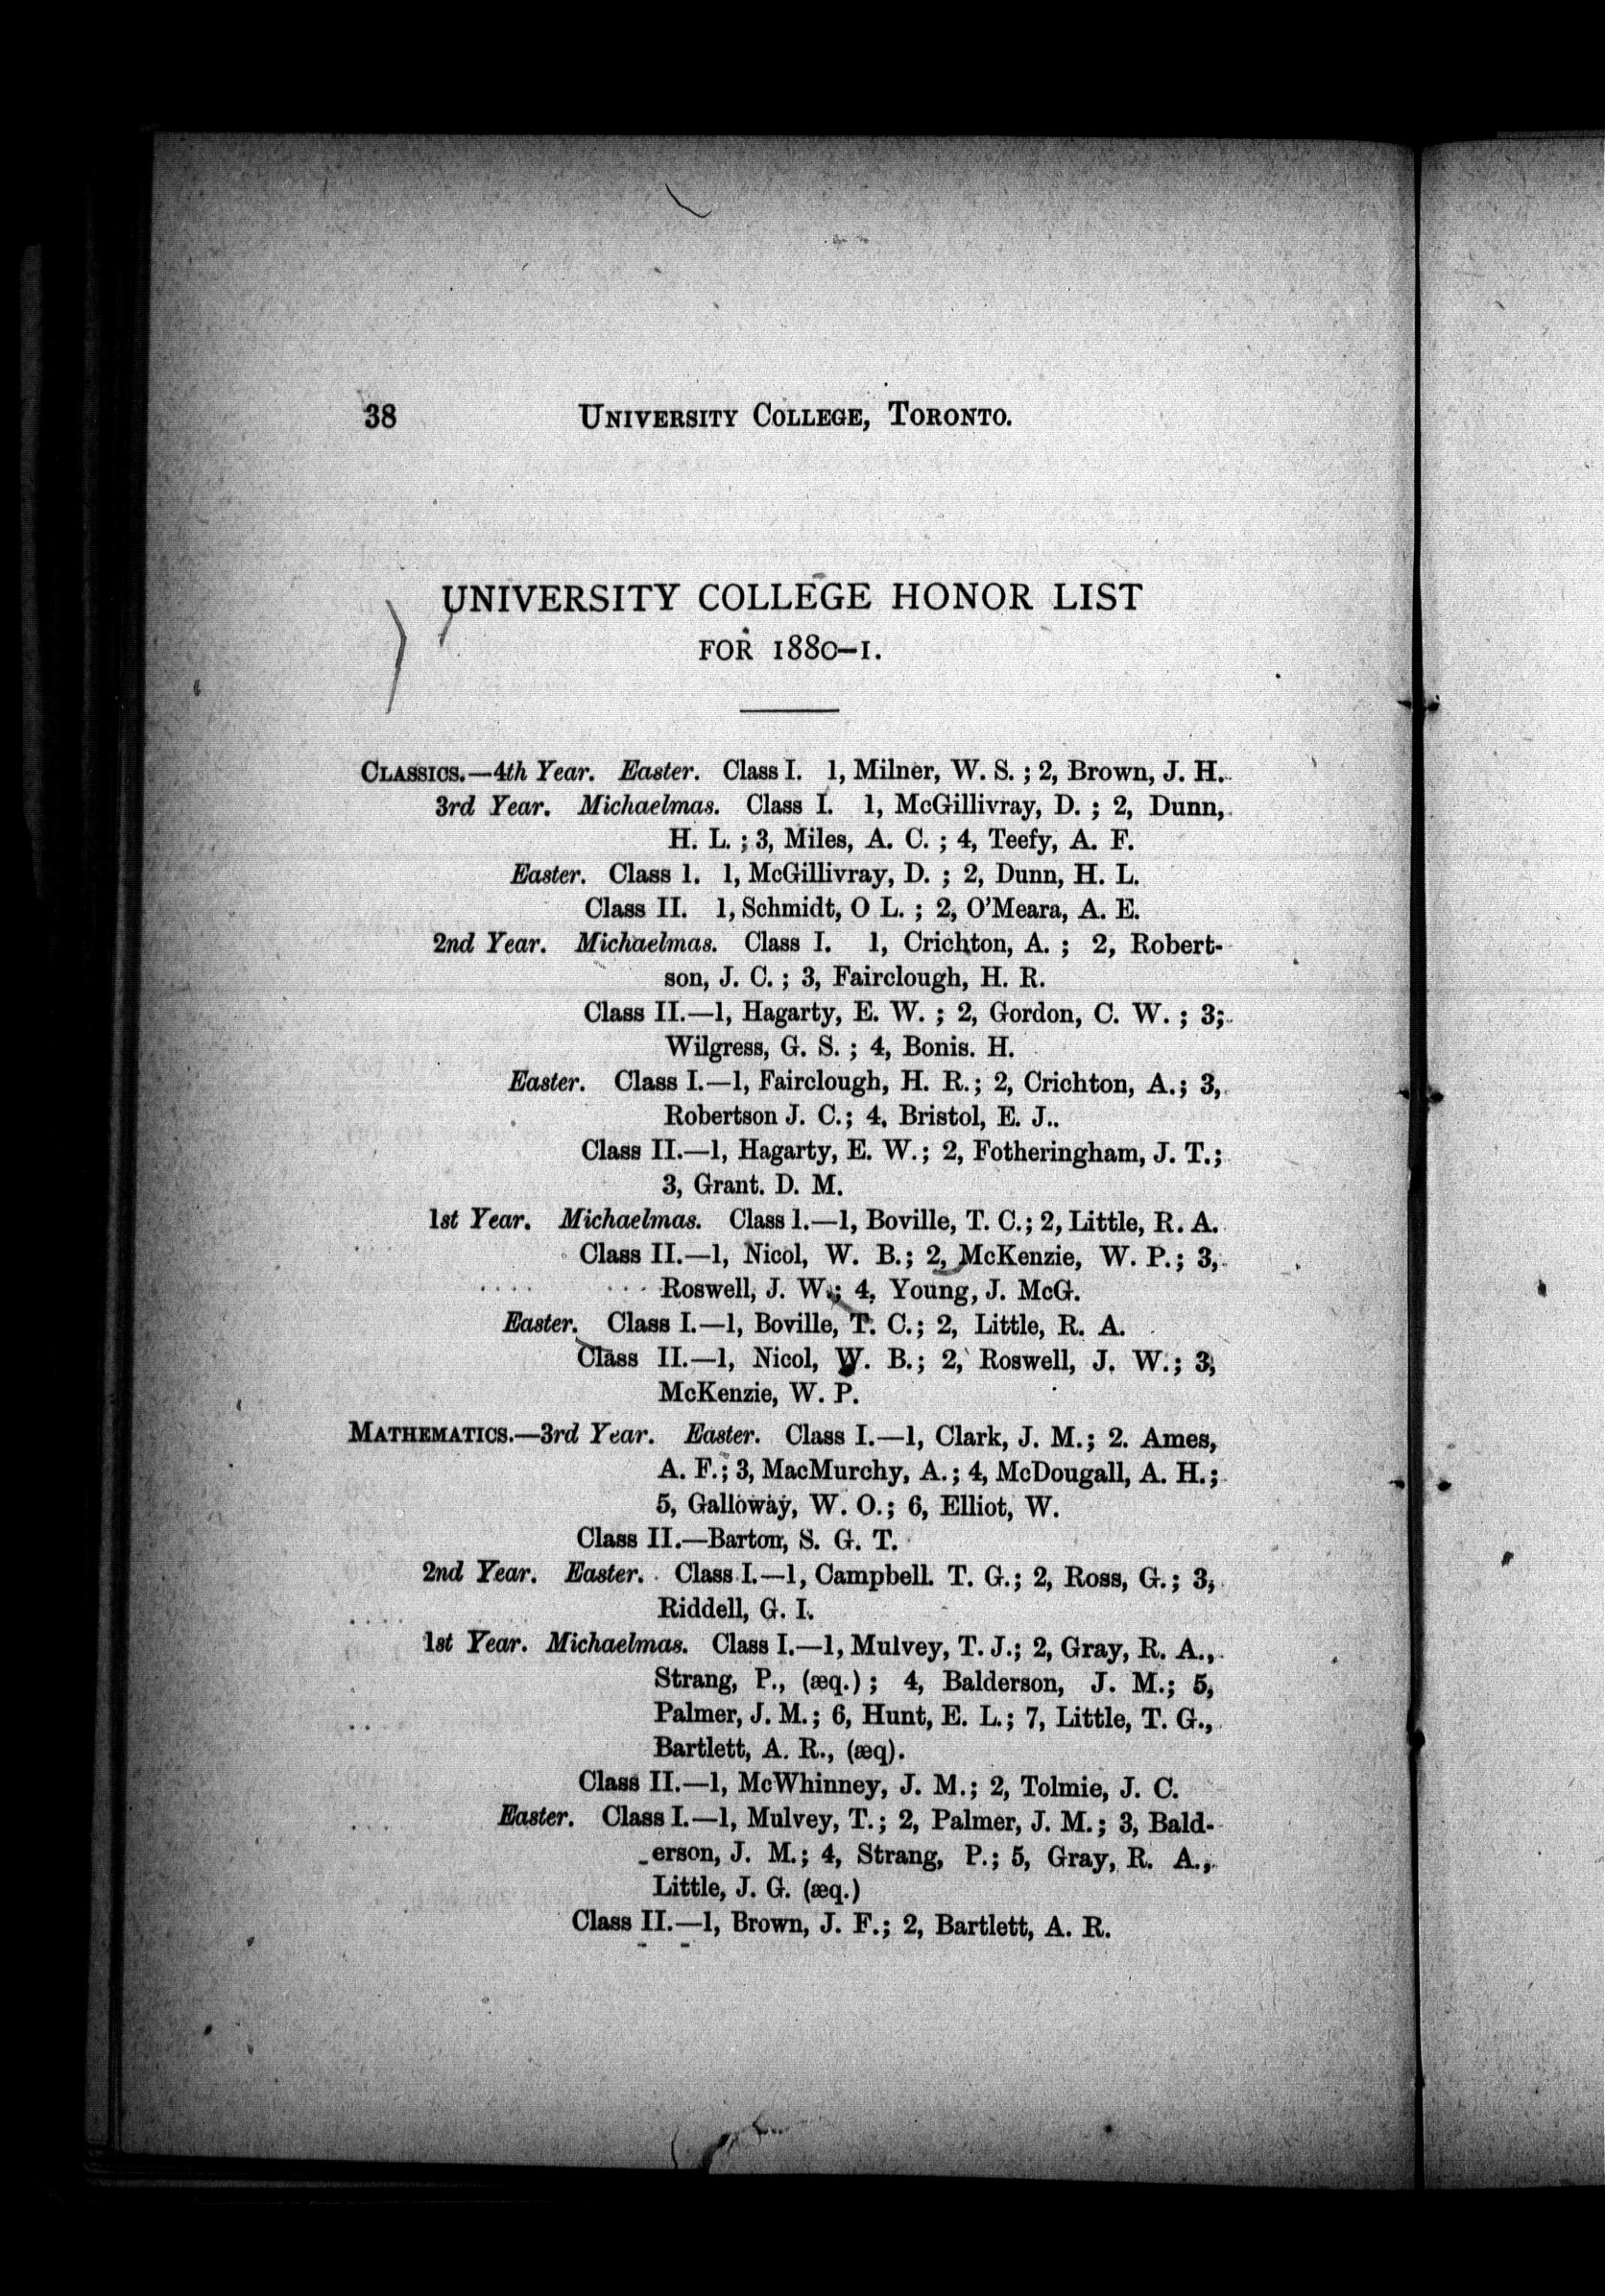 38 UNIVERSITY COLLEGE, TORONTO.
UNIVERSITY COLLEGE HONOR LIST
FOR 1880-1.
CLASSICS.—4th Year. Easter. Class I. 1, Milner, W. S. ; 2, Brown, J. H.
3rd Year. Michaelmas. Class I. 1, McGillivray, D. ; 2, Dunn,
H. L. ; 3, Miles, A. C. ; 4, Teefy, A. F.
Easter. Class 1. 1, McGillivray, D. ; 2, Dunn, H. L.
Class II. 1, Schmidt, O L. ; 2, O'Meara, A. E.
2nd Year. Michaelmas. Class I. 1, Crichton, A. ; 2, Robert-
son, J. C. ; 3, Fairclough, H. R.
Class II.—1, Hagarty, E. W. ; 2, Gordon, C. W. ; 3;
Wilgress, G. S. ; 4, Bonis. H.
Easter. Class I.—1, Fairclough, H. R.; 2, Crichton, A.; 3,
Robertson J. C.; 4, Bristol, E. J..
Class II.—1, Hagarty, E. W.; 2, Fotheringham, J. T.;
3, Grant. D. M.
1st Year. Michaelmas. Class 1.—1, Boville, T. C.; 2, Little, R. A.
Class II.—1, Nicol, W. B.; 2, McKenzie, W. P.; 3,
Roswell, J. W.; 4, Young, J. McG.
Easter. Class I.—1, Boville, T. C.; 2, Little, R. A.
Class II.—1, Nicol, W. B.; 2, Roswell, J. W.; 3,
McKenzie, W. P.
MATHEMATICS.—3rd Year. Easter. Class I.—1, Clark, J. M.; 2. Ames,
A. F.; 3, MacMurchy, A.; 4, McDougall, A. H.;
5, Galloway, W. O.; 6, Elliot, W.
Class II.—Barton, S. G. T.
2nd Year. Easter. Class I.—1, Campbell. T. G.; 2, Ross, G.; 3,
Riddell, G. I.
1st Year. Michaelmas. Class I.—1, Mulvey, T. J.; 2, Gray, R. A.,
Strang, P., (æq.) ; 4, Balderson, J. M.; 5,
Palmer, J. M.; 6, Hunt, E. L.; 7, Little, T. G.,
Bartlett, A. R., (æq).
Class II.—1, McWhinney, J. M.; 2, Tolmie, J. C.
Easter. Class I.—1, Mulvey, T.; 2, Palmer, J. M.; 3, Bald-
erson, J. M.; 4, Strang, P.; 5, Gray, R. A.,
Little, J. G. (æq.)
Class II.—1, Brown, J. F.; 2, Bartlett, A. R.